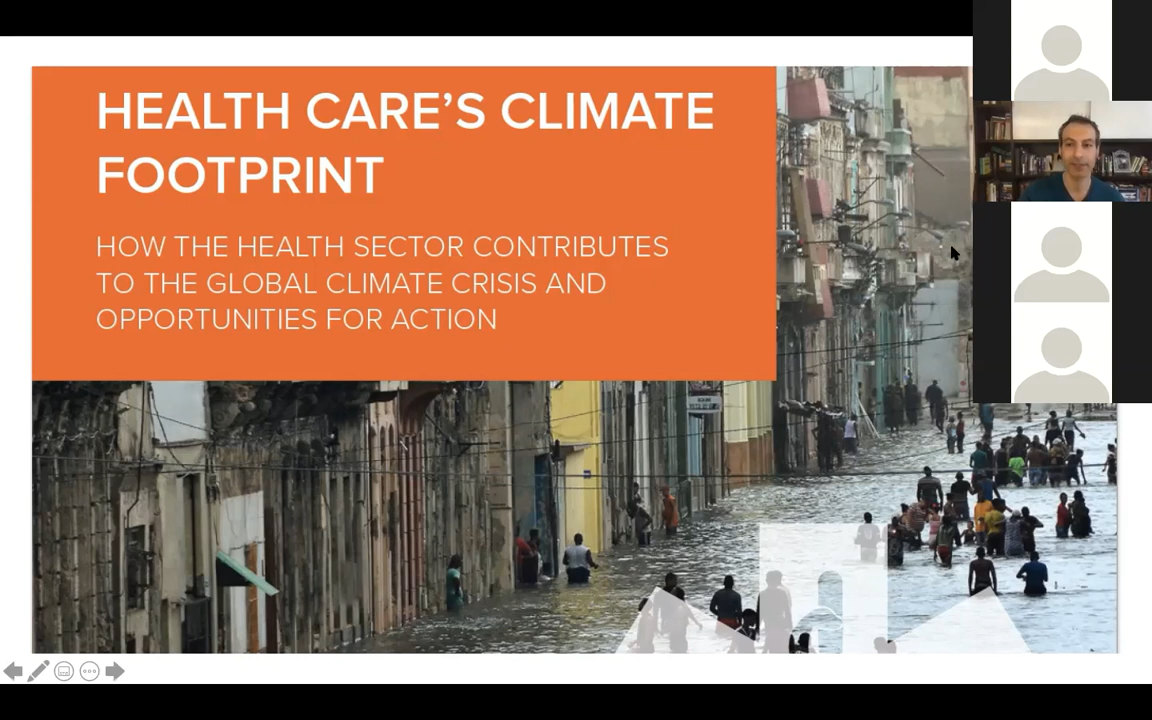 HEALTH CARE’S CLIMATE
FOOTPRINT
HOW THE HEALTH SECTOR CONTRIBUTES
TO THE GLOBAL CLIMATE CRISIS AND
OPPORTUNITIES FOR ACTION